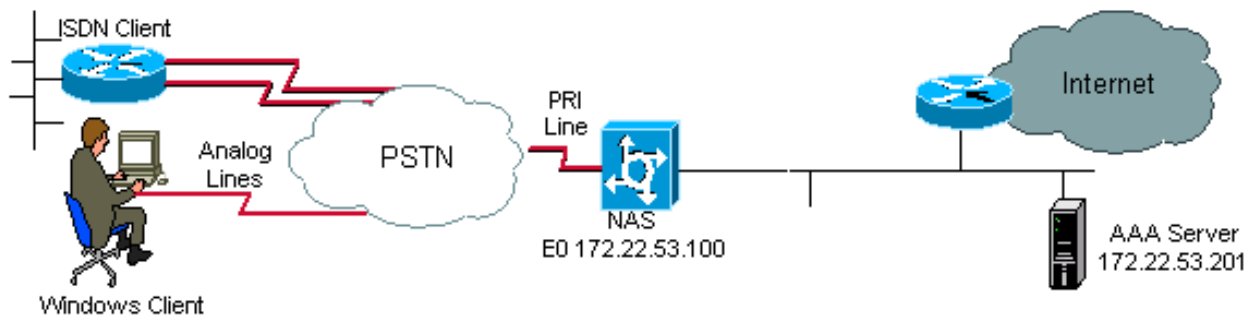 ISDN Client
Analog
Lines
Windows Client
PSTN
PRI
Line
NAS
E0 172.22.53.100
Internet
AAA Server
172.22.53.201